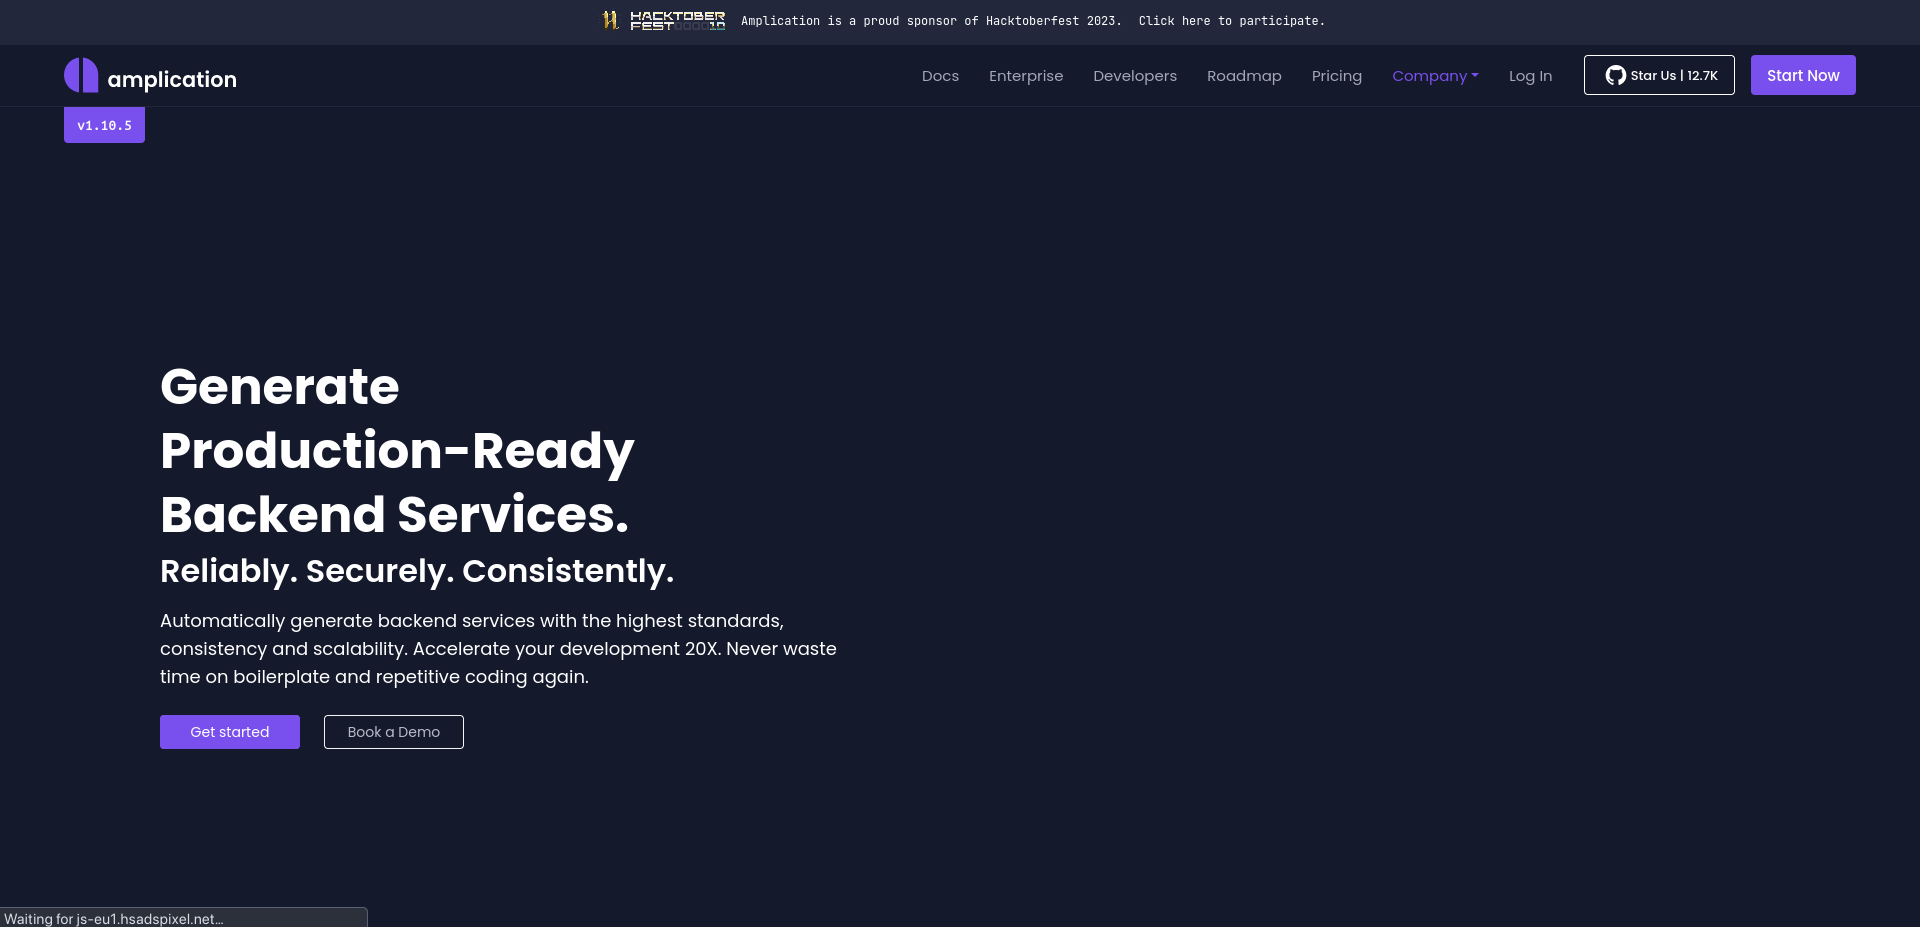 HACKTOBER
FEST
Amplication is a proud sponsor of Hacktoberfest 2023. Click here to participate.
amplication
Docs Enterprise Developers Roadmap Pricing Company Log In Star Us | 12.7K Start Now
v1.10.5
Generate
Production-Ready
Backend Services.
Reliably. Securely. Consistently.
Automatically generate backend services with the highest standards,
consistency and scalability. Accelerate your development 20X. Never waste
time on boilerplate and repetitive coding again.
Get started Book a Demo
Waiting for js-eu1.hsadspixel.net...